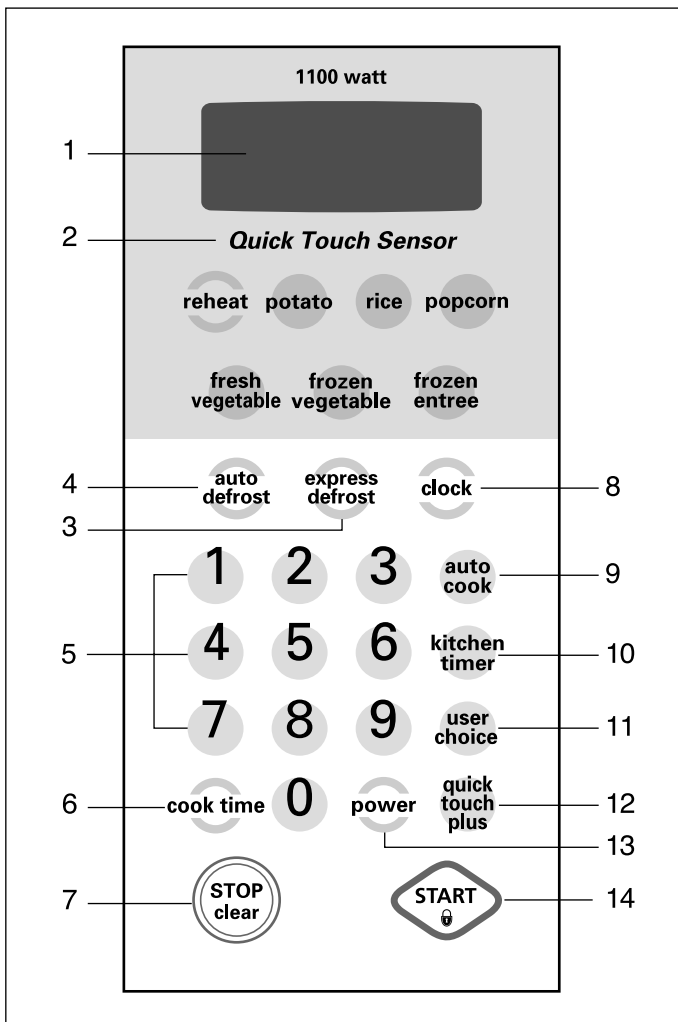 1100 watt
1
2 Quick Touch Sensor
reheat potato rice popcorn
fresh vegetable
frozen vegetable
frozen entree
4 auto defrost
express defrost
clock 8
3
1 2 3
auto cook 9
5 4 5 6
kitchen timer 10
7 8 9
user choice 11
6 cook time 0 power
quick touch plus 12
13
7 STOP clear
START 14